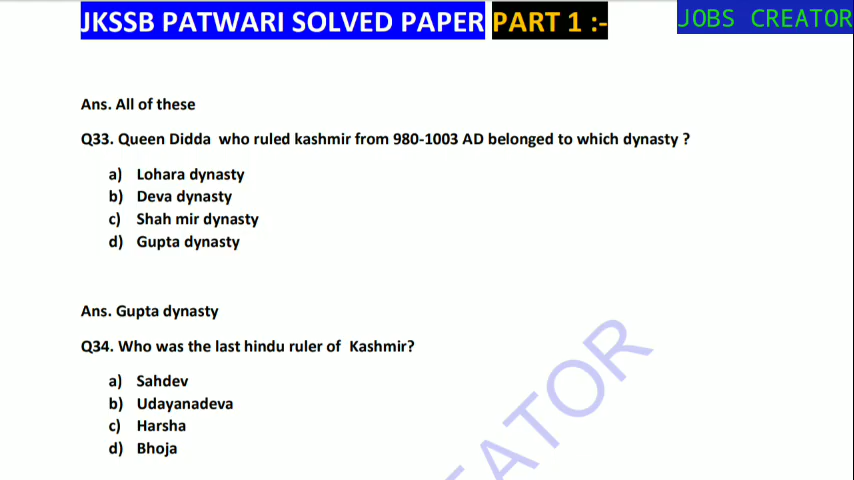 JKSSB PATWARI SOLVED PAPER PART 1 :-
JOBS CREATOR
Ans. All of these
Q33. Queen Didda who ruled kashmir from 980-1003 AD belonged to which dynasty ?
a) Lohara dynasty
b) Deva dynasty
c) Shah mir dynasty
d) Gupta dynasty
Ans. Gupta dynasty
Q34. Who was the last hindu ruler of Kashmir?
a) Sahdev
b) Udayanadeva
c) Harsha
d) Bhoja
EATOR